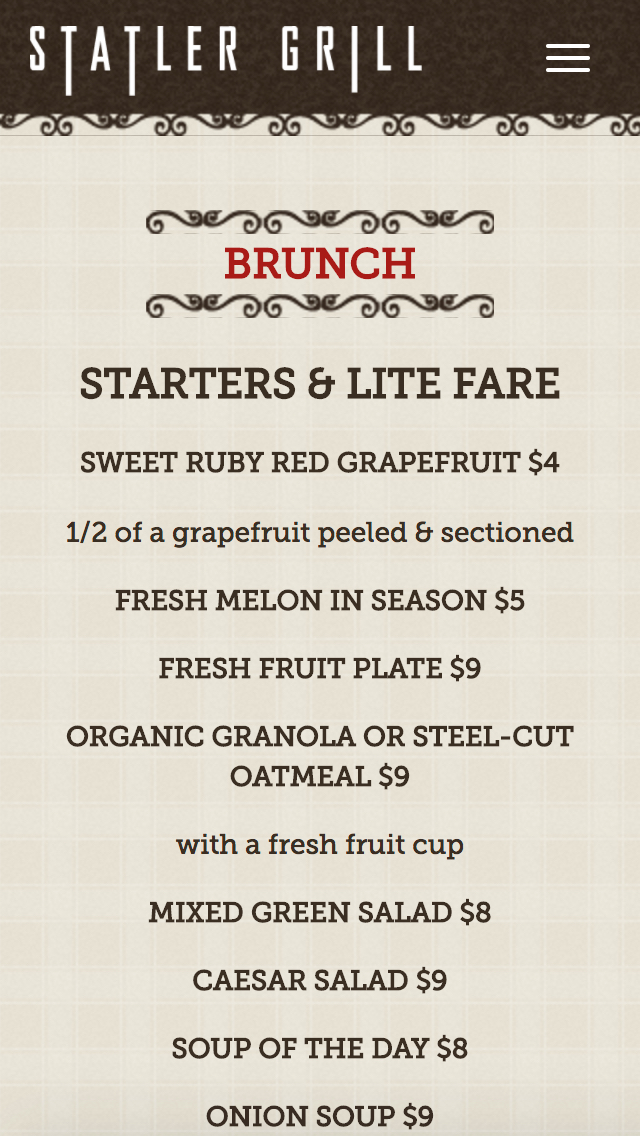 STATLER GRILL
BRUNCH
STARTERS & LITE FARE
SWEET RUBY RED GRAPEFRUIT $4
1/2 of a grapefruit peeled & sectioned
FRESH MELON IN SEASON $5
FRESH FRUIT PLATE $9
ORGANIC GRANOLA OR STEEL-CUT
OATMEAL $9
with a fresh fruit cup
MIXED GREEN SALAD $8
CAESAR SALAD $9
SOUP OF THE DAY $8
ONION SOUP $9